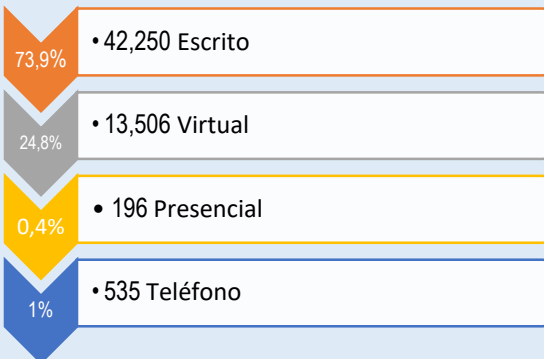 73,9%
• 42,250 Escrito
24,8%
• 13,506 Virtual
0,4%
• 196 Presencial
1%
• 535 Teléfono